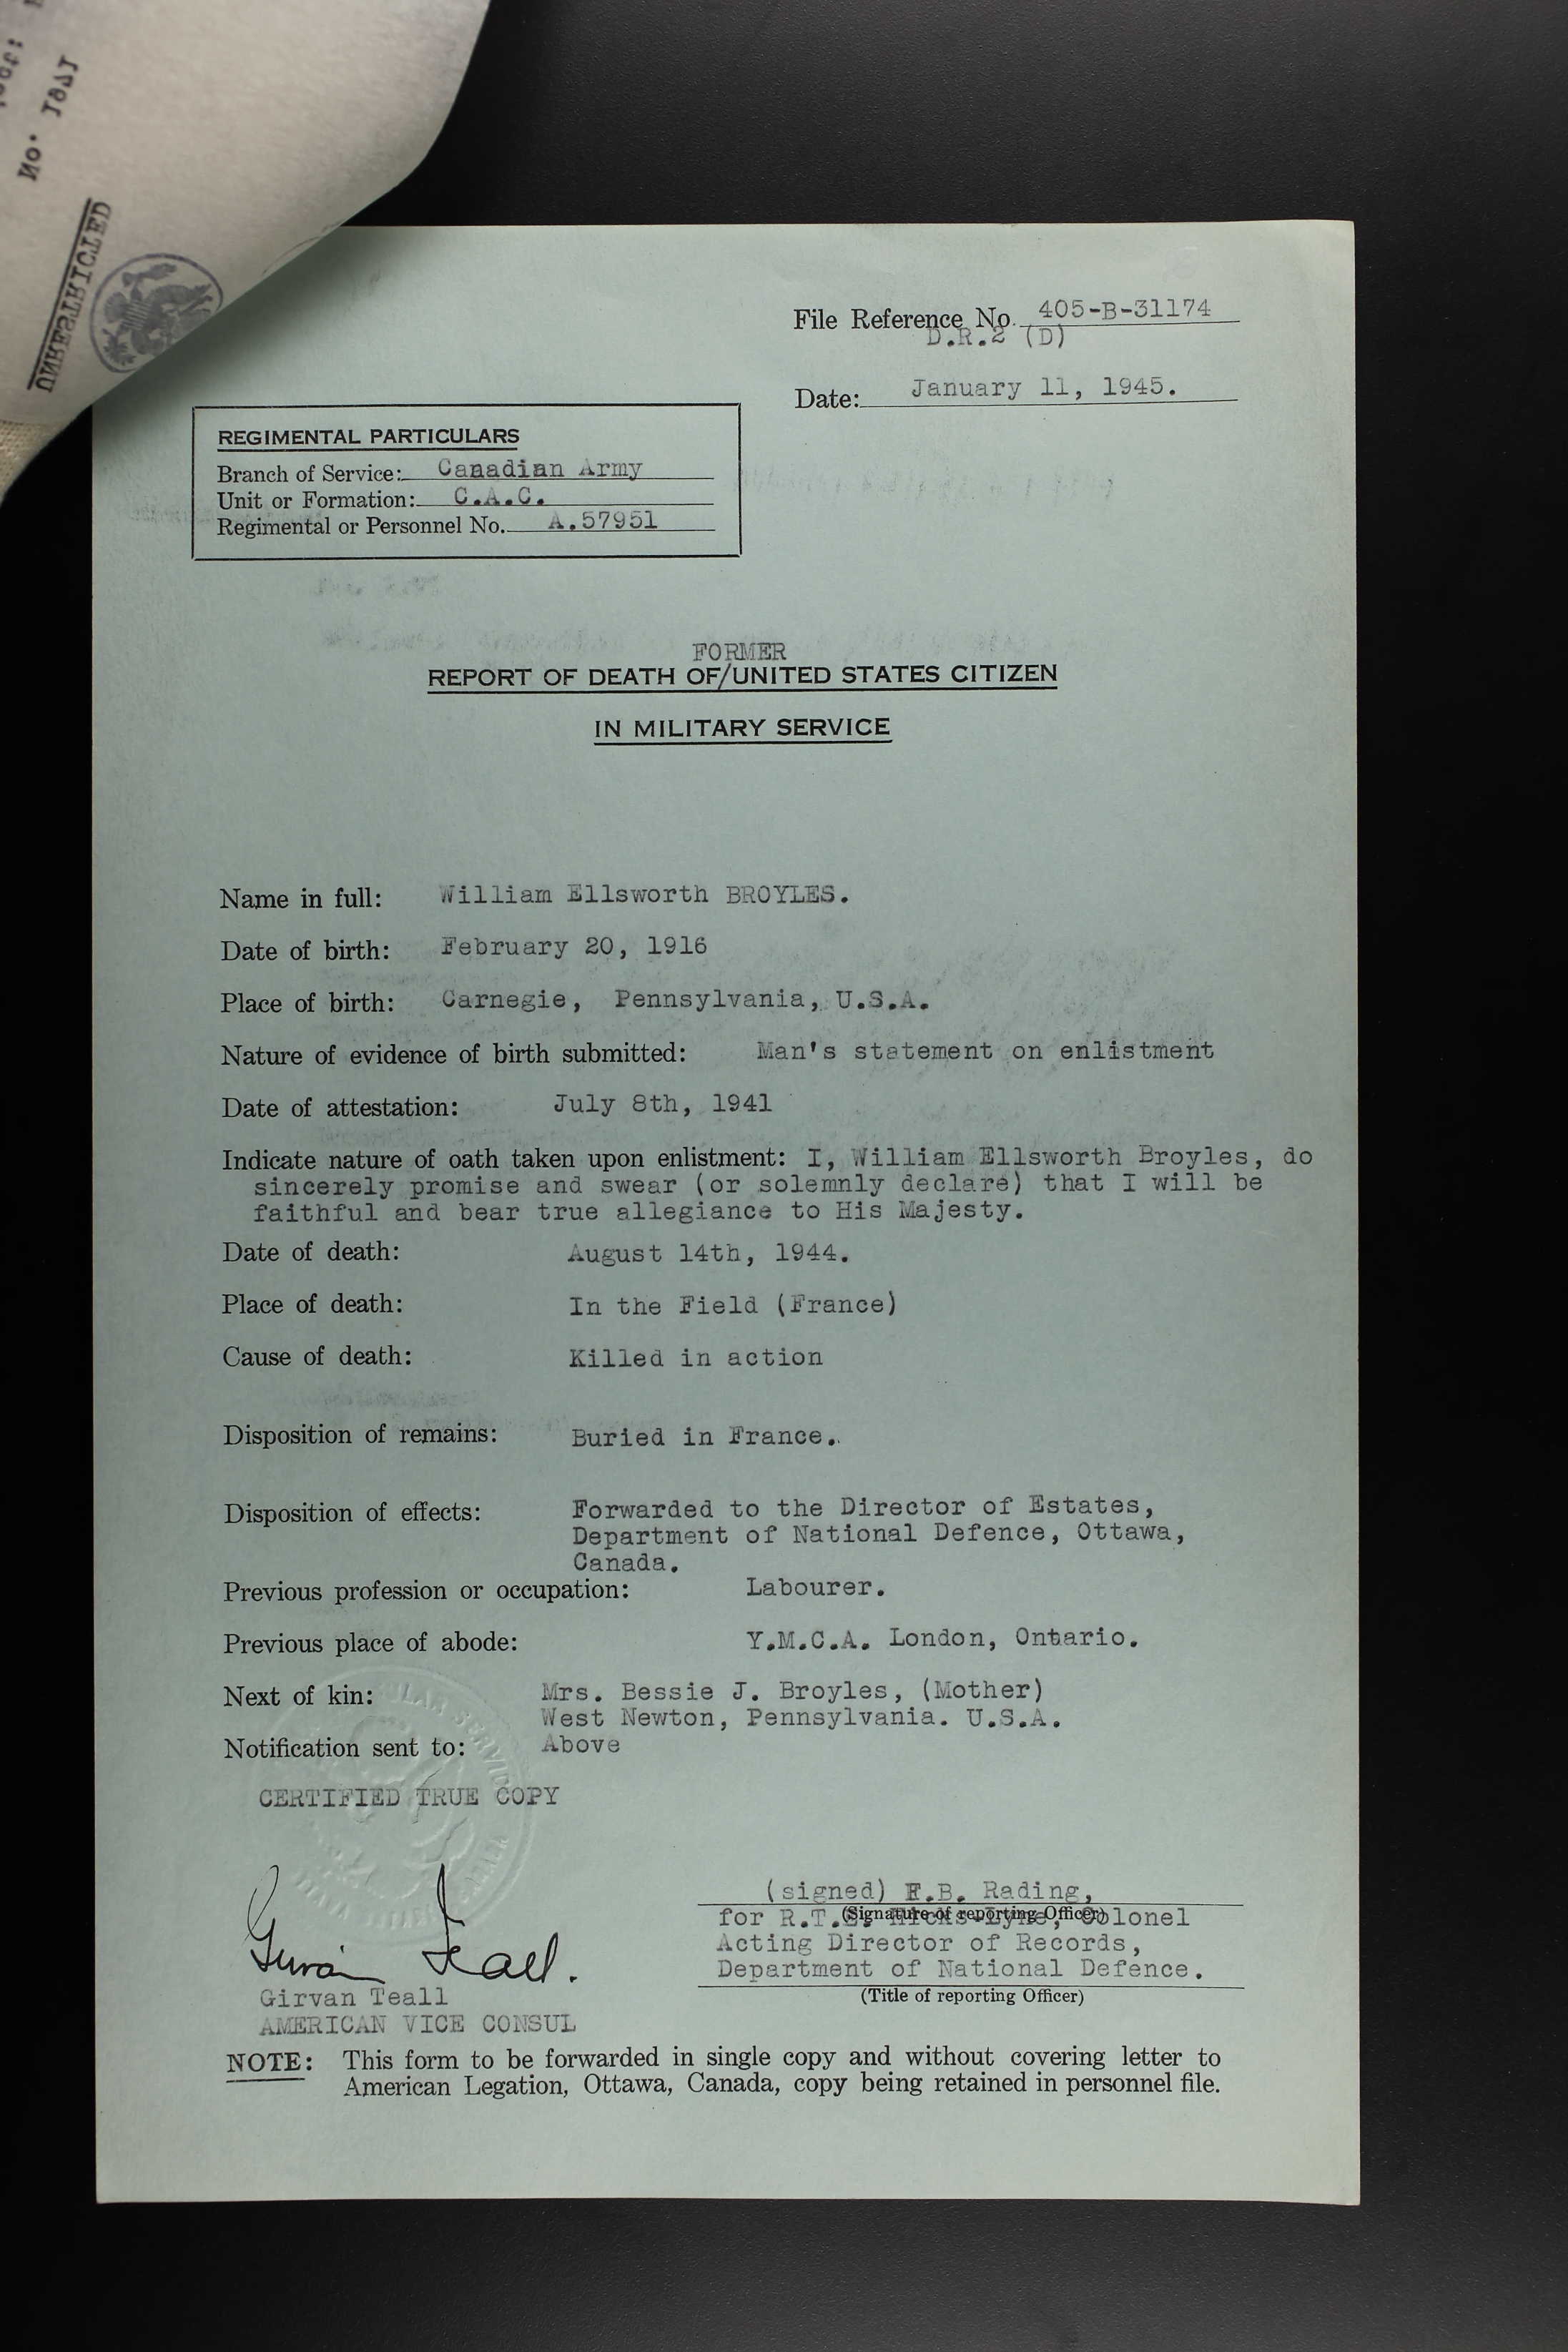 No. 1871
UNRESTRICTED
File Reference No. 405-B-31174
D.R.2 (D)
Date: January 11, 1945.
REGIMENTAL PARTICULARS
Branch of Service: Canadian Army
Unit or Formation: C.A.C.
Regimental or Personnel No. A.57951
FORMER
REPORT OF DEATH OF/UNITED STATES CITIZEN
IN MILITARY SERVICE
Name in full: William Ellsworth BROYLES.
Date of birth: February 20, 1916
Place of birth: Carnegie, Pennsylvania, U.S.A.
Nature of evidence of birth submitted: Man's statement on enlistment
Date of attestation: July 8th, 1941
Indicate nature of oath taken upon enlistment: I, William Ellsworth Broyles, do
sincerely promise and swear (or solemnly declare) that I will be
faithful and bear true allegiance to His Majesty.
Date of death: August 14th, 1944.
Place of death: In the Field (France)
Cause of death: Killed in action
Disposition of remains: Buried in France.
Disposition of effects: Forwarded to the Director of Estates,
Department of National Defence, Ottawa,
Canada.
Previous profession or occupation: Labourer.
Previous place of abode: Y.M.C.A. London, Ontario.
Next of kin: Mrs. Bessie J. Broyles, (Mother)
West Newton, Pennsylvania. U.S.A.
Notification sent to: Above
CERTIFIED TRUE COPY
(signed) F.B. Rading,
(Signature of reporting Officer)
for R.T. Hicks-Lyne, Colonel
Acting Director of Records,
Department of National Defence.
(Title of reporting Officer)
Girvan Teall.
Girvan Teall
AMERICAN VICE CONSUL
NOTE: This form to be forwarded in single copy and without covering letter to
American Legation, Ottawa, Canada, copy being retained in personnel file.